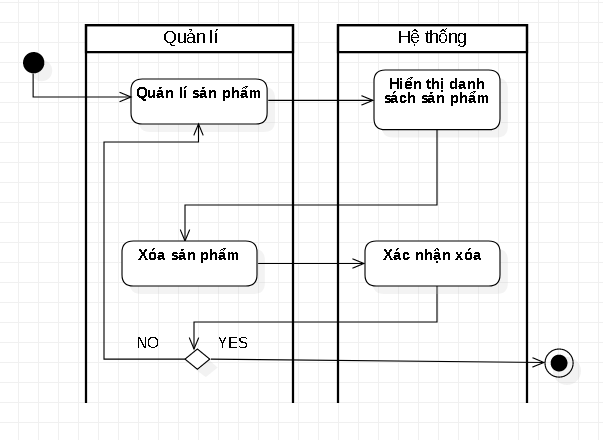 Quản lí
Hệ thống
Quản lí sản phẩm
Hiển thị danh
sách sản phẩm
Xóa sản phẩm
Xác nhận xóa
NO
YES